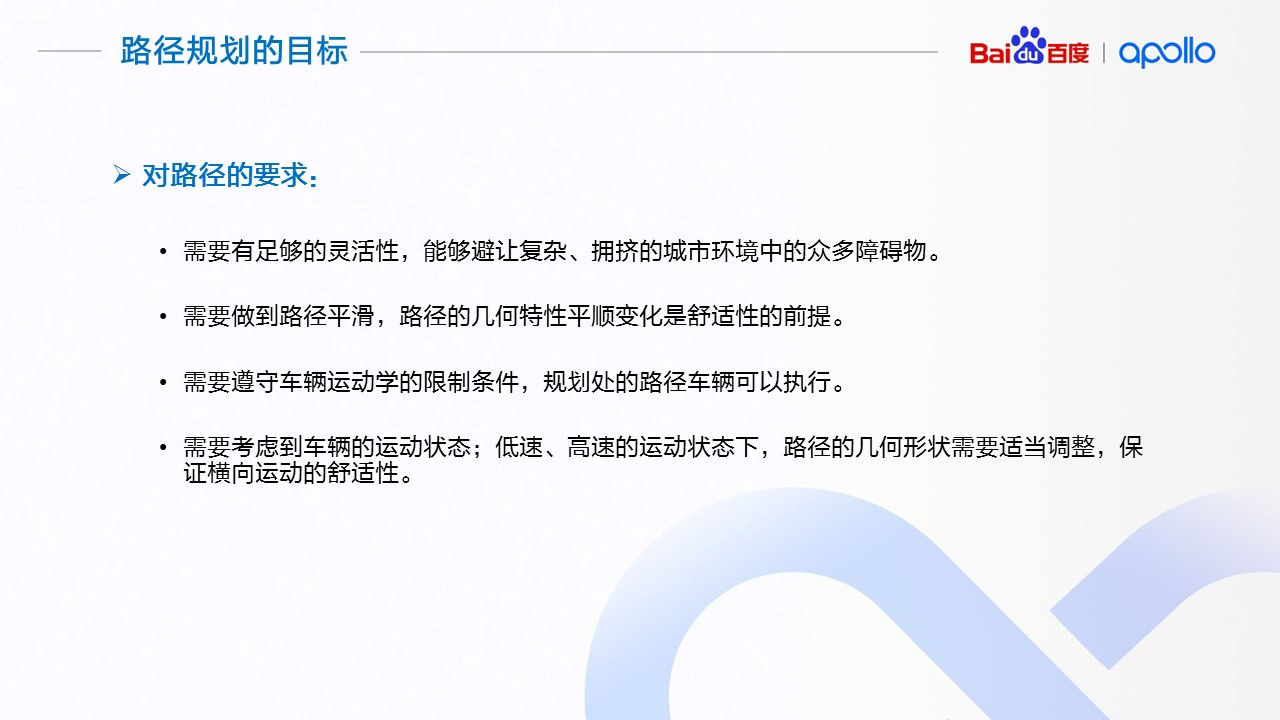 路径规划的目标
Baidu百度 | apollo
➢ 对路径的要求：
• 需要有足够的灵活性，能够避让复杂、拥挤的城市环境中的众多障碍物。
• 需要做到路径平滑，路径的几何特性平顺变化是舒适性的前提。
• 需要遵守车辆运动学的限制条件，规划处的路径车辆可以执行。
• 需要考虑到车辆的运动状态；低速、高速的运动状态下，路径的几何形状需要适当调整，保
证横向运动的舒适性。